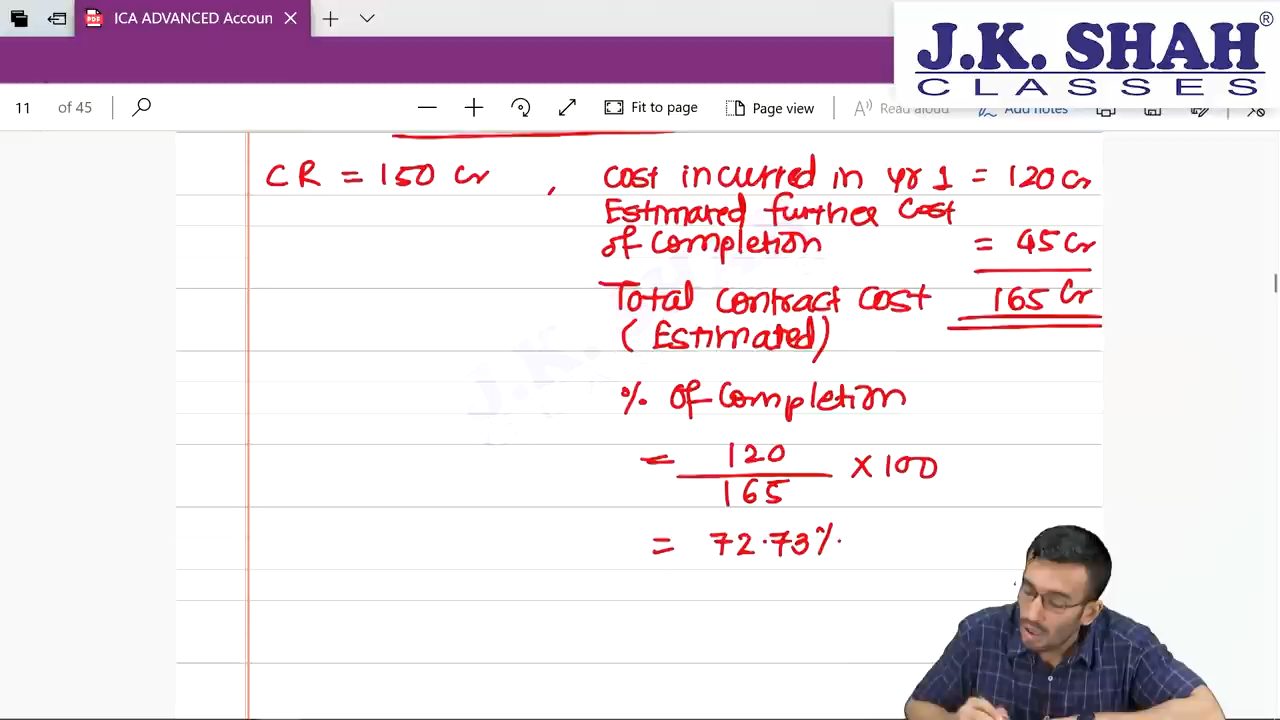 ICA ADVANCED Accoun
J.K. SHAH ®
CLASSES
11 of 45
Fit to page
Page view
Read aloud
Add notes
CR = 150 Cr , Cost incurred in yr 1 = 120 Cr
Estimated further cost
of completion = 45 Cr
Total contract cost 165 Cr
(Estimated)
% of completion
= 120 / 165 × 100
= 72.73%
J.K.